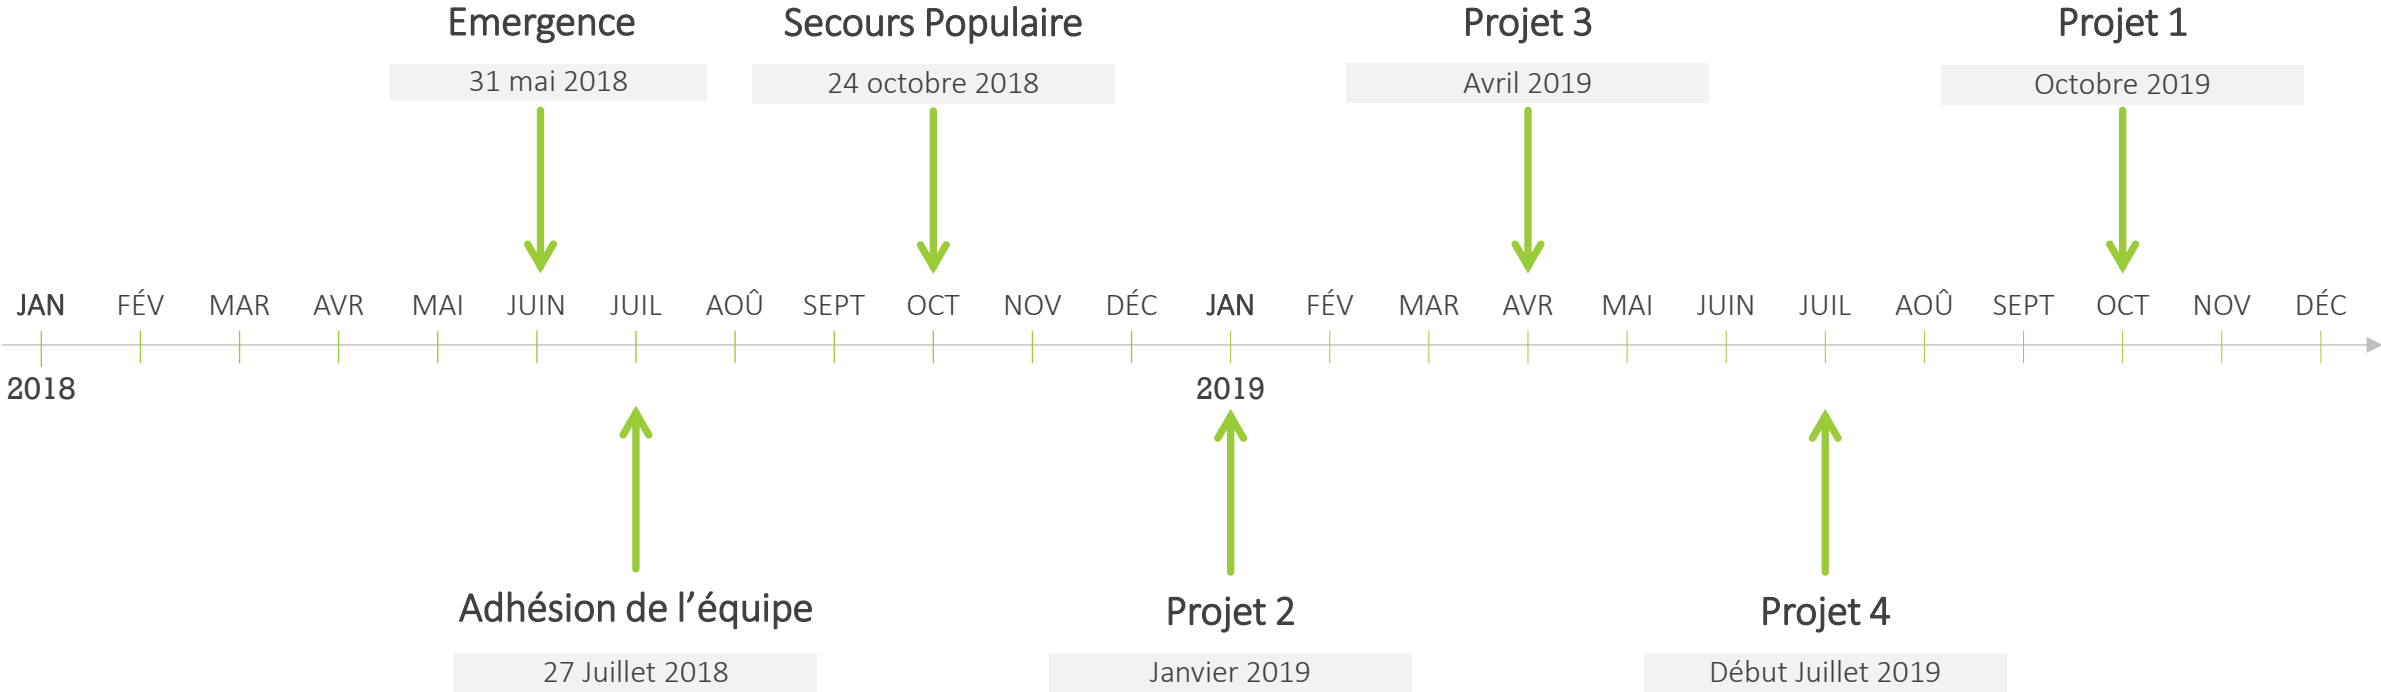 Emergence
31 mai 2018
Secours Populaire
24 octobre 2018
Projet 3
Avril 2019
Projet 1
Octobre 2019
JAN FÉV MAR AVR MAI JUIN JUIL AOÛ SEPT OCT NOV DÉC JAN FÉV MAR AVR MAI JUIN JUIL AOÛ SEPT OCT NOV DÉC
2018 2019
Adhésion de l’équipe
27 Juillet 2018
Projet 2
Janvier 2019
Projet 4
Début Juillet 2019